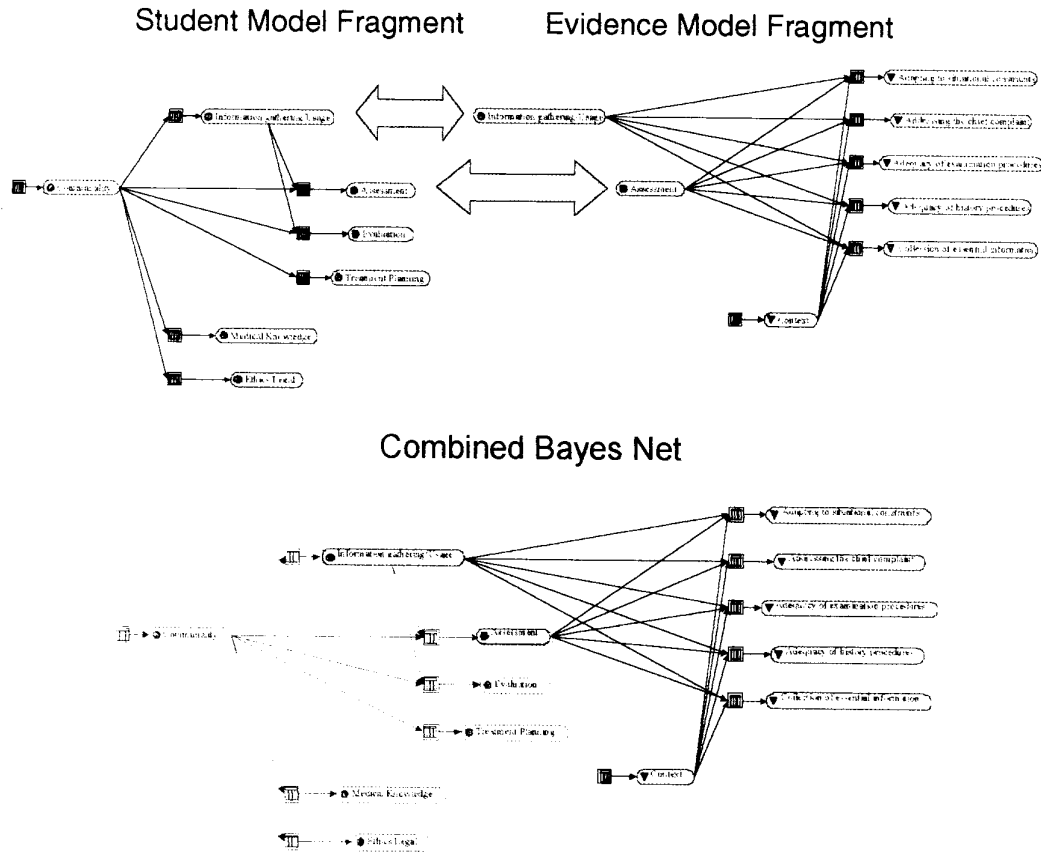 Student Model Fragment
Evidence Model Fragment
Information gathering Usage
Communality
Assessment
Evaluation
Treatment Planning
Medical Knowledge
Ethics Legal
Information gathering Usage
Assessment
Adapting to situational constraints
Addressing the chief complaint
Adequacy of examination procedures
Adequacy of history procedures
Collection of essential information
Context
Combined Bayes Net
Information gathering Usage
Communality
Assessment
Evaluation
Treatment Planning
Medical Knowledge
Ethics Legal
Adapting to situational constraints
Addressing the chief complaint
Adequacy of examination procedures
Adequacy of history procedures
Collection of essential information
Context